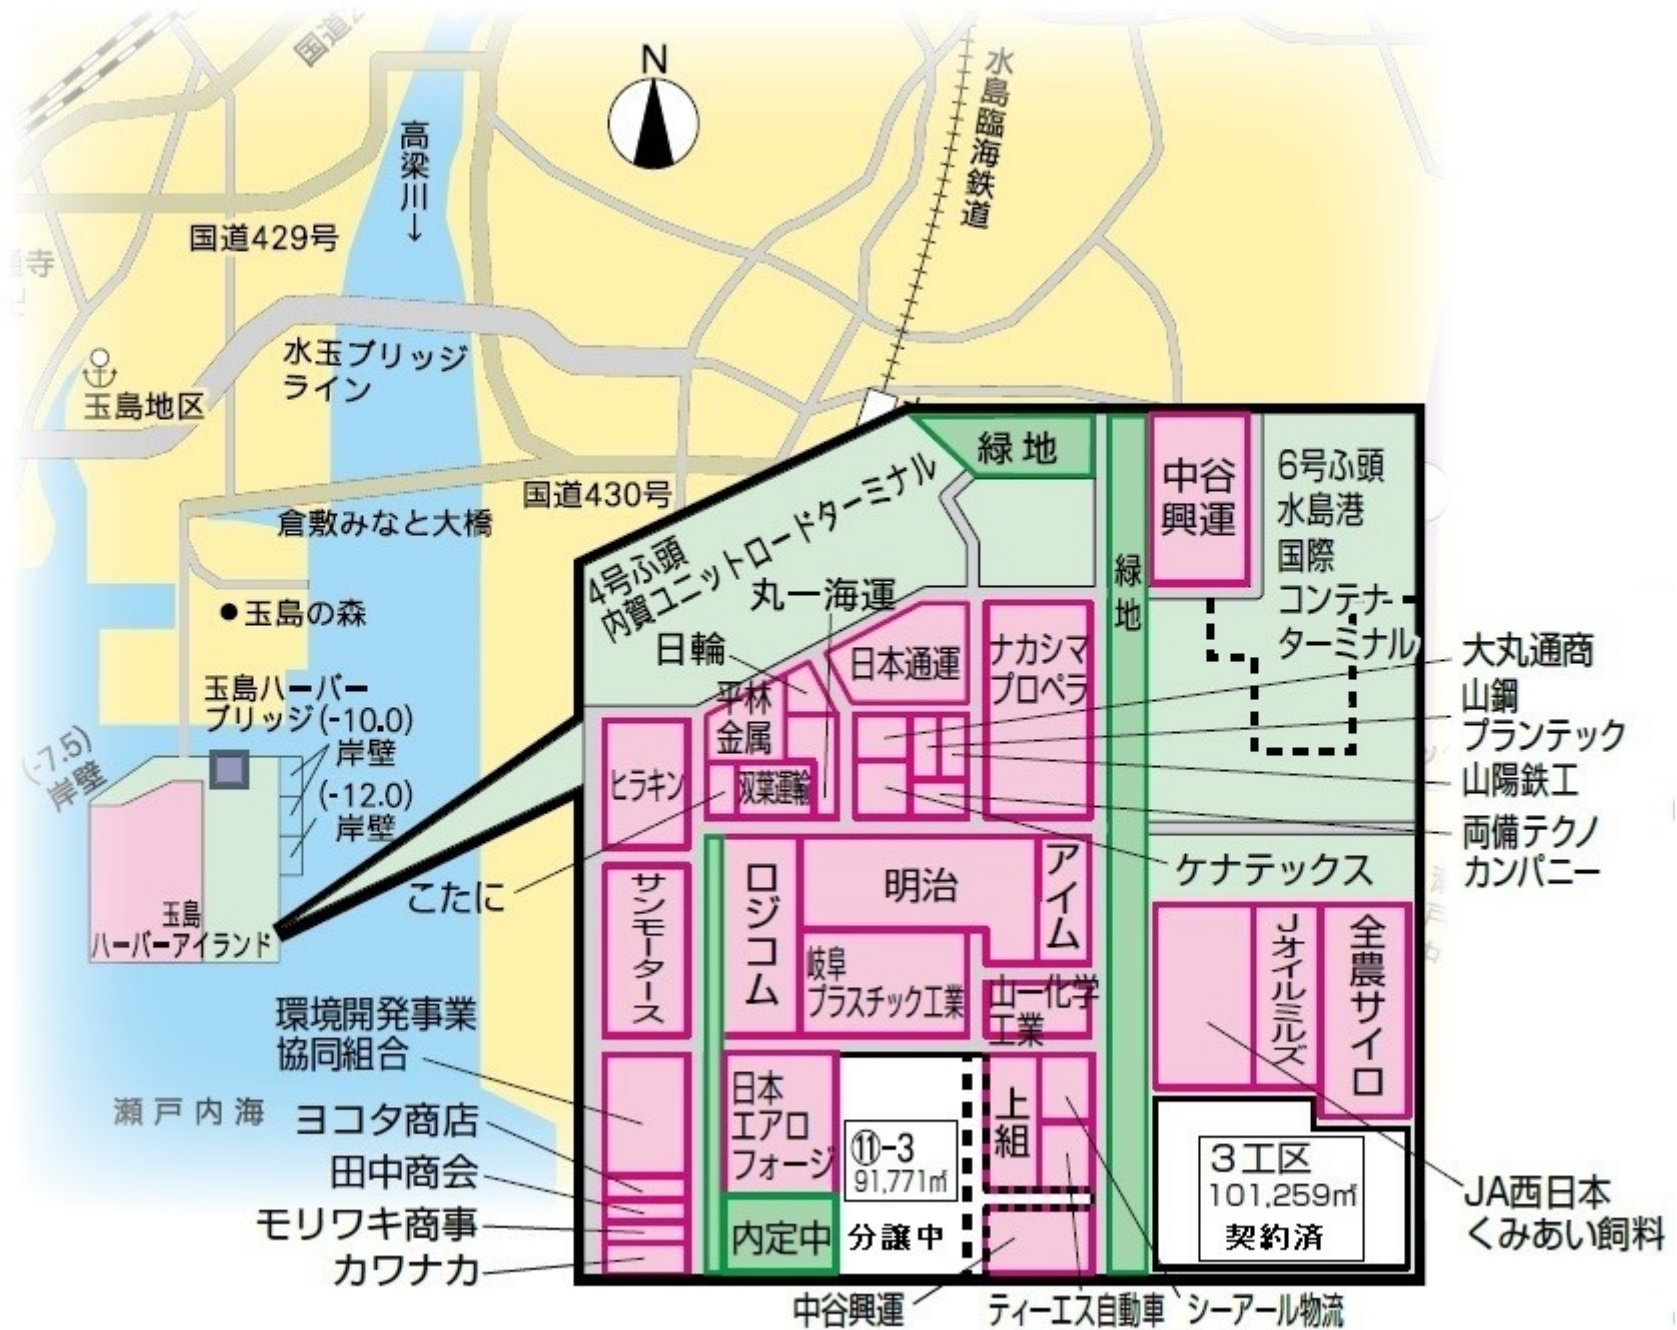 N
高梁川→
国道429号
水島臨海鉄道
水玉ブリッジ
ライン
玉島地区
国道430号
倉敷みなと大橋
玉島の森
玉島ハーバー
ブリッジ(-10.0)
岸壁
(-7.5)
岸壁
(-12.0)
岸壁
玉島
ハーバーアイランド
瀬戸内海
緑地
緑地
中谷
興運
6号ふ頭
水島港
国際
コンテナ
ターミナル
4号ふ頭
内賀ユニットロードターミナル
丸一海運
日輪
日本通運
ナカシマ
プロペラ
平林
金属
ヒラキン
双葉運輸
大丸通商
山鋼
プランテック
山陽鉄工
両備テクノ
カンパニー
ケナテックス
こたに
サンモータース
ロジコム
明治
アイム
岐阜
プラスチック工業
山一化学
工業
Jオイルミルズ
全農サイロ
環境開発事業
協同組合
ヨコタ商店
田中商会
モリワキ商事
カワナカ
日本
エアロ
フォージ
内定中
⑪-3
91,771㎡
分譲中
上組
3工区
101,259㎡
契約済
JA西日本
くみあい飼料
中谷興運
ティーエス自動車
シーアール物流